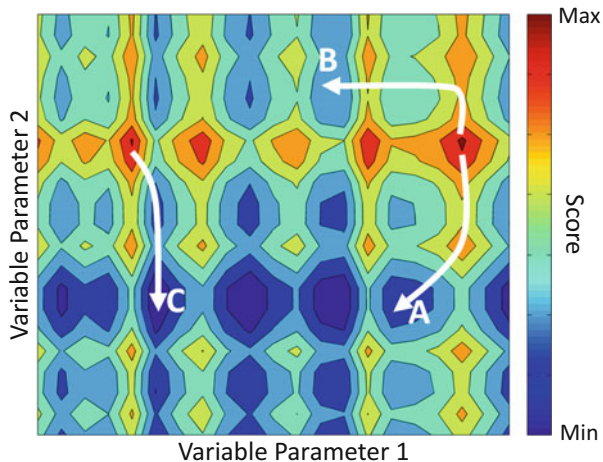 Max
B
Variable Parameter 2
Score
C
A
Min
Variable Parameter 1